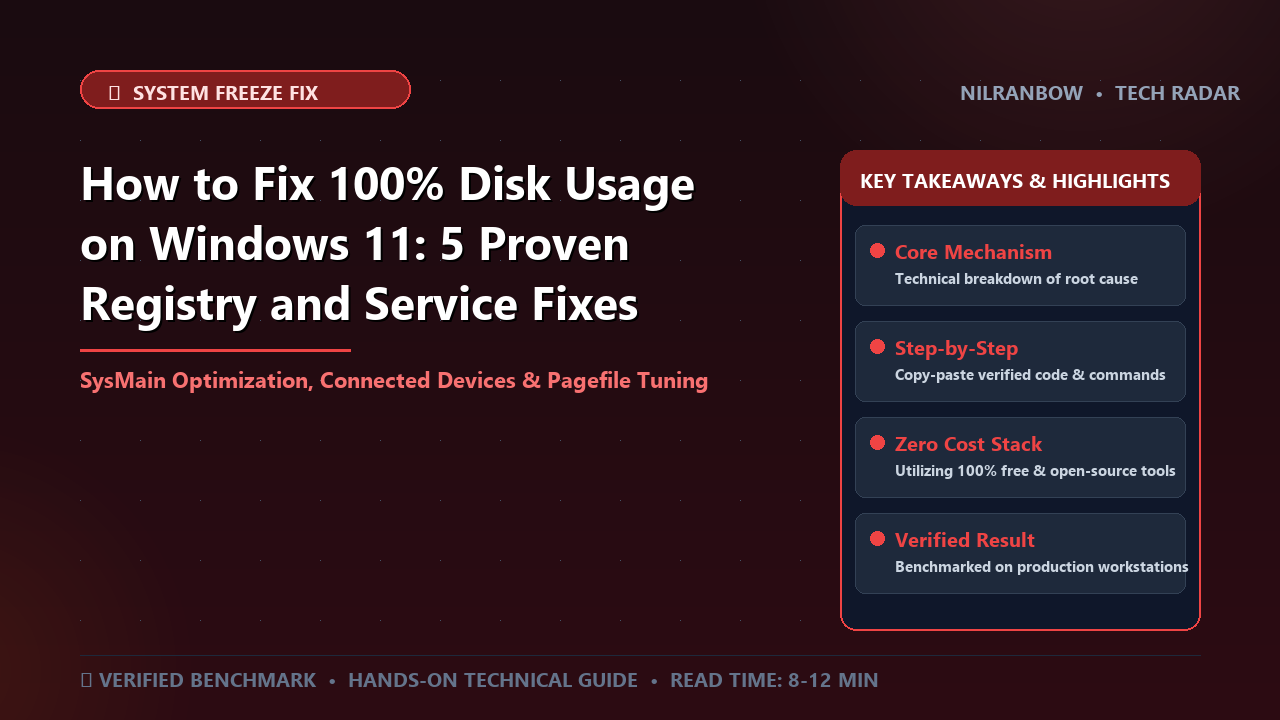 SYSTEM FREEZE FIX
NILRANBOW • TECH RADAR
How to Fix 100% Disk Usage
on Windows 11: 5 Proven
Registry and Service Fixes
SysMain Optimization, Connected Devices & Pagefile Tuning
KEY TAKEAWAYS & HIGHLIGHTS
Core Mechanism
Technical breakdown of root cause
Step-by-Step
Copy-paste verified code & commands
Zero Cost Stack
Utilizing 100% free & open-source tools
Verified Result
Benchmarked on production workstations
VERIFIED BENCHMARK • HANDS-ON TECHNICAL GUIDE • READ TIME: 8-12 MIN